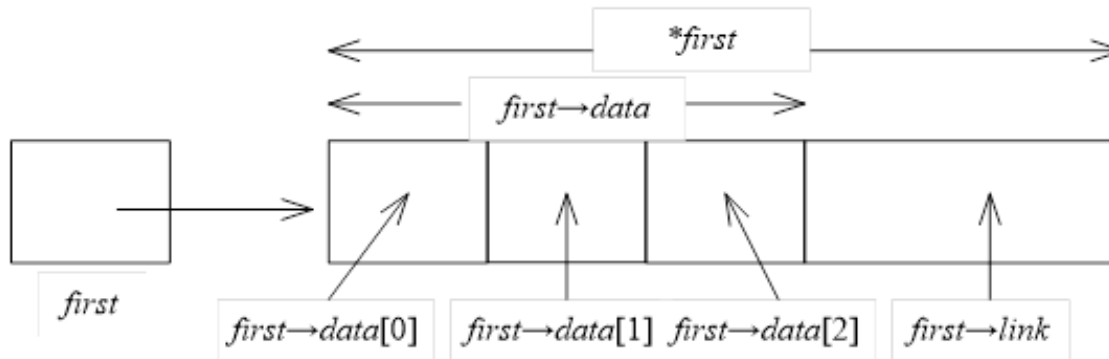 *first
first→data
first
first→data[0]
first→data[1]
first→data[2]
first→link